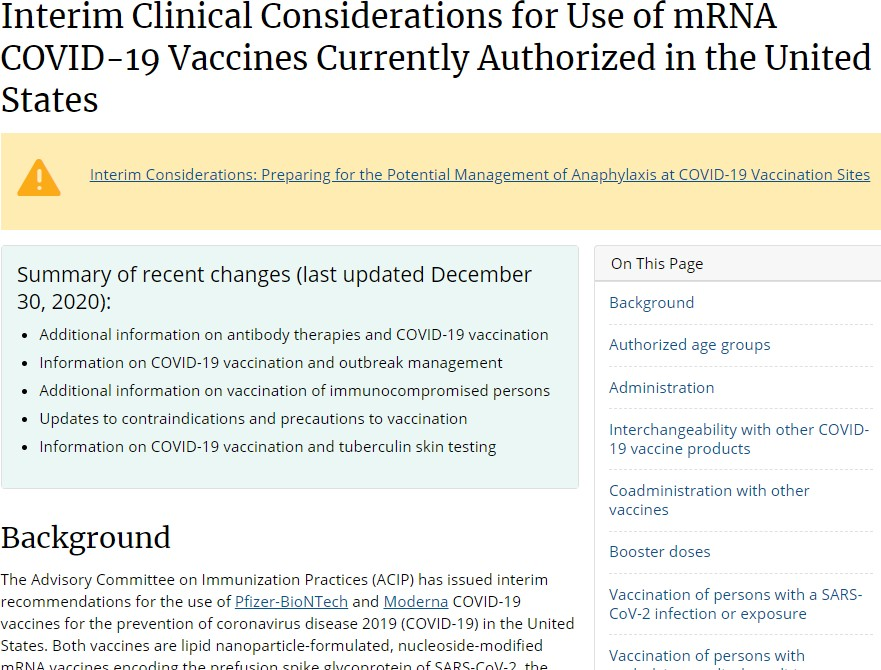 Interim Clinical Considerations for Use of mRNA
COVID-19 Vaccines Currently Authorized in the United
States
Interim Considerations: Preparing for the Potential Management of Anaphylaxis at COVID-19 Vaccination Sites
Summary of recent changes (last updated December
30, 2020):
• Additional information on antibody therapies and COVID-19 vaccination
• Information on COVID-19 vaccination and outbreak management
• Additional information on vaccination of immunocompromised persons
• Updates to contraindications and precautions to vaccination
• Information on COVID-19 vaccination and tuberculin skin testing
Background
The Advisory Committee on Immunization Practices (ACIP) has issued interim
recommendations for the use of Pfizer-BioNTech and Moderna COVID-19
vaccines for the prevention of coronavirus disease 2019 (COVID-19) in the United
States. Both vaccines are lipid nanoparticle-formulated, nucleoside-modified
mRNA vaccines encoding the prefusion spike glycoprotein of SARS-CoV-2, the
On This Page
Background
Authorized age groups
Administration
Interchangeability with other COVID-
19 vaccine products
Coadministration with other
vaccines
Booster doses
Vaccination of persons with a SARS-
CoV-2 infection or exposure
Vaccination of persons with